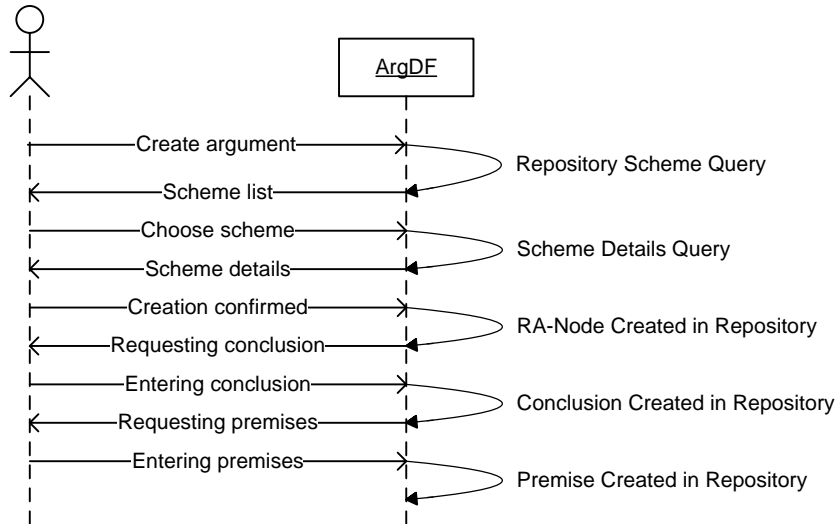 ArgDF
Create argument
Repository Scheme Query
Scheme list
Choose scheme
Scheme Details Query
Scheme details
Creation confirmed
RA-Node Created in Repository
Requesting conclusion
Entering conclusion
Conclusion Created in Repository
Requesting premises
Entering premises
Premise Created in Repository